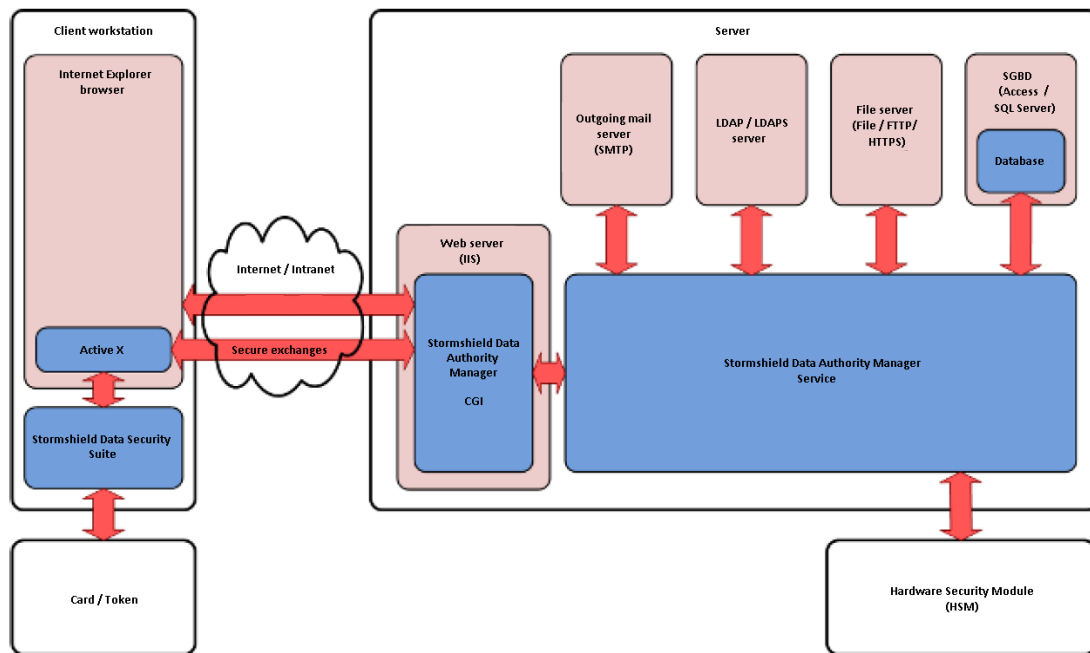 Client workstation
Internet Explorer
browser
Active X
Stormshield Data Security
Suite
Card / Token
Internet / Intranet
Secure exchanges
Server
Web server
(IIS)
Stormshield Data
Authority
Manager
CGI
Outgoing mail
server
(SMTP)
LDAP / LDAPS
server
File server
(File / FTTP/
HTTPS)
SGBD
(Access /
SQL Server)
Database
Stormshield Data Authority Manager
Service
Hardware Security Module
(HSM)